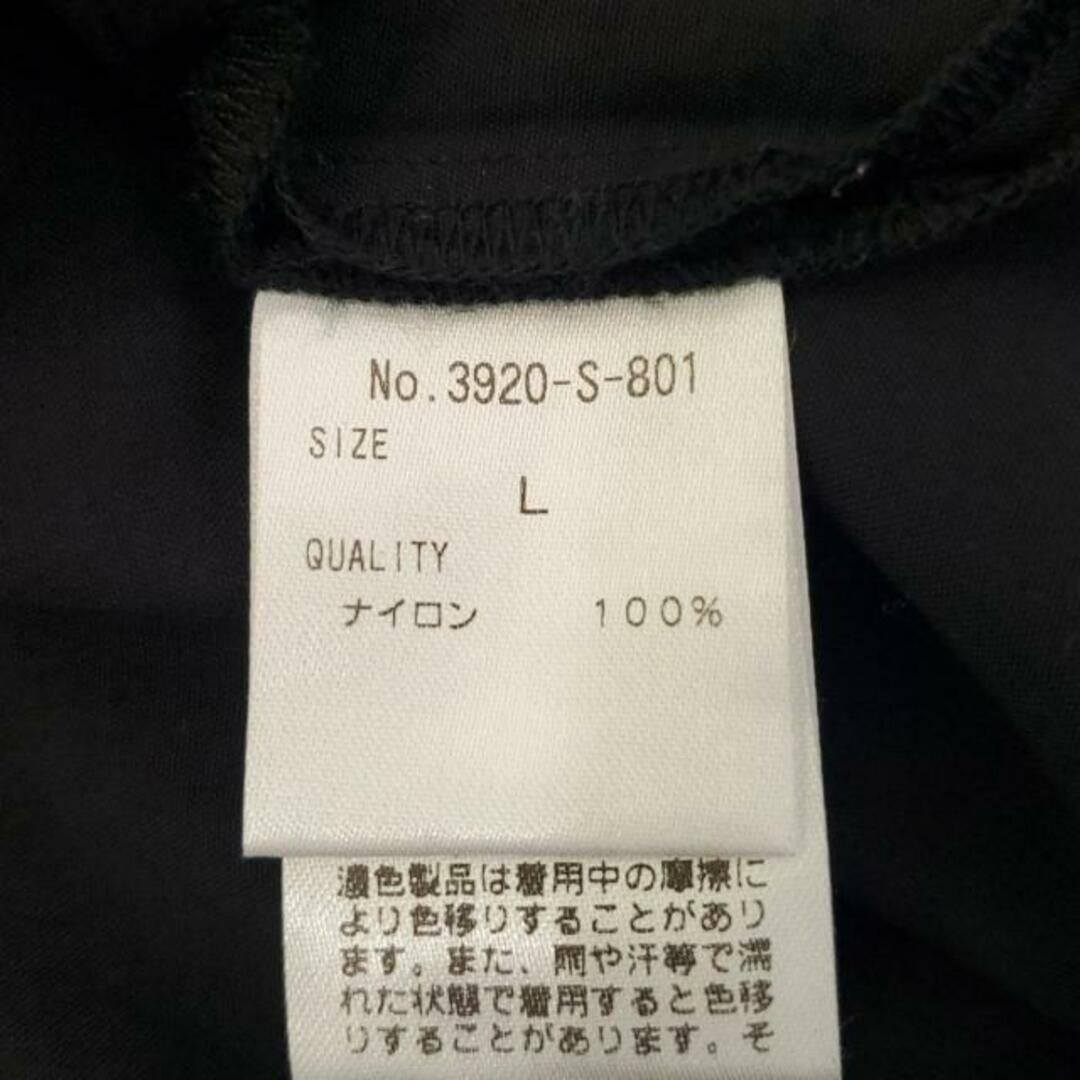 No.3920-S-801
SIZE
L
QUALITY
ナイロン 100%
濃色製品は着用中の摩擦に
より色移りすることがあり
ます。また、雨や汗等で濡
れた状態で着用すると色移
りすることがあります。そ